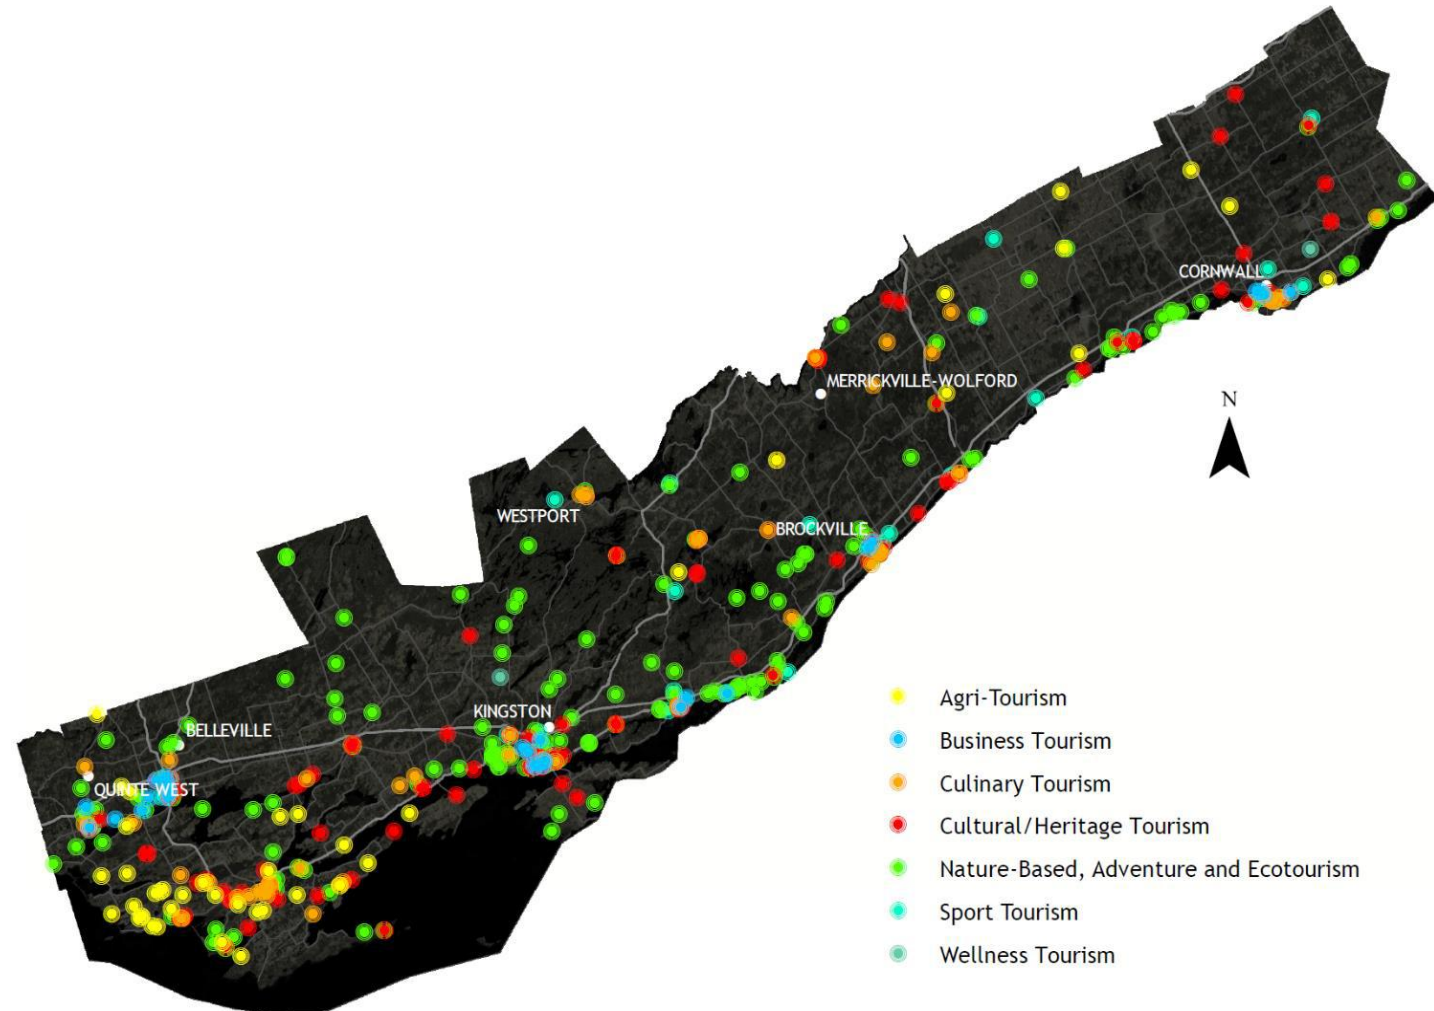 CORNWALL
N
MERRICKVILLE-WOLFORD
WESTPORT
BROCKVILLE
KINGSTON
BELLEVILLE
QUINTE WEST
Agri-Tourism
Business Tourism
Culinary Tourism
Cultural/Heritage Tourism
Nature-Based, Adventure and Ecotourism
Sport Tourism
Wellness Tourism